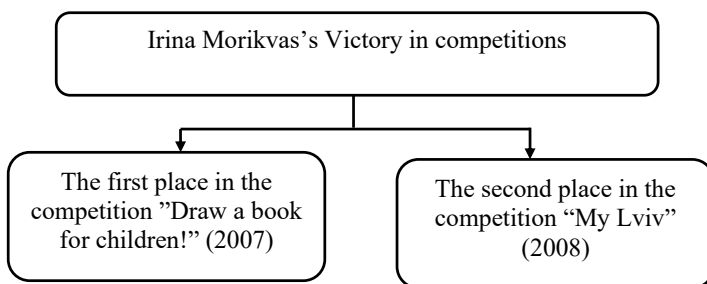 Irina Morikvas’s Victory in competitions
The first place in the
competition ”Draw a book
for children!” (2007)
The second place in the
competition “My Lviv”
(2008)